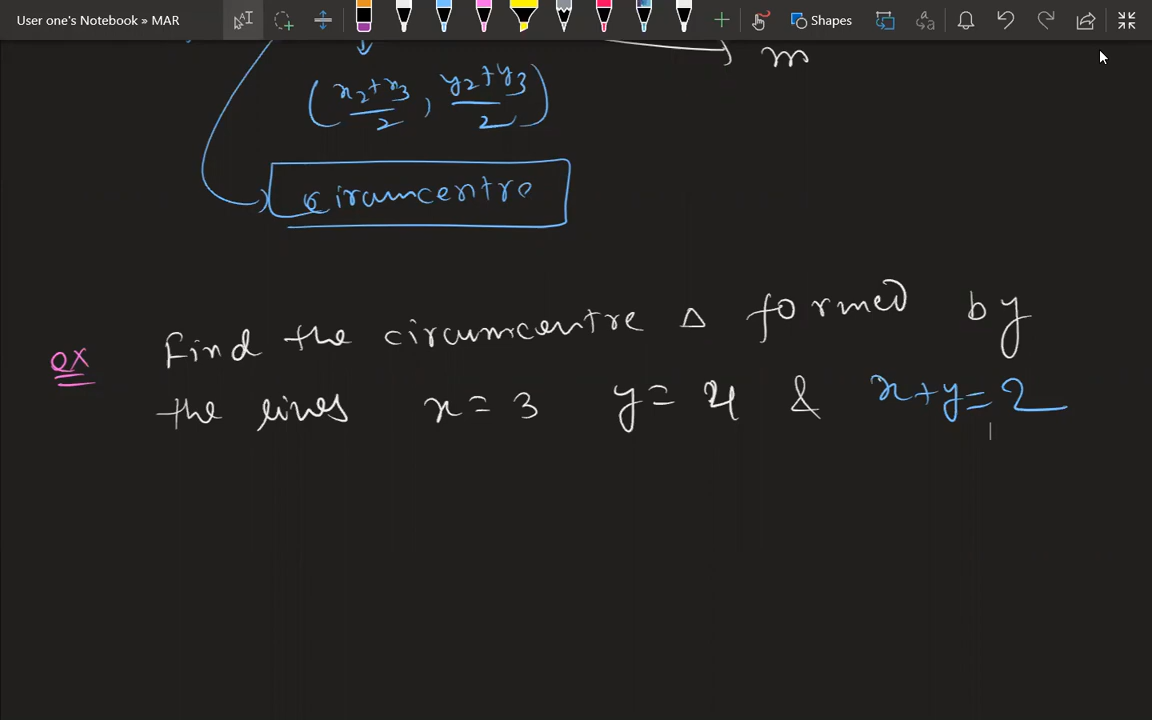 User one's Notebook » MAR
Shapes
m
(x2+x3/2, y2+y3/2)
circumcentre
Find the circumcentre Δ formed by
ex
the lines x = 3 y = 4 & x+y=2